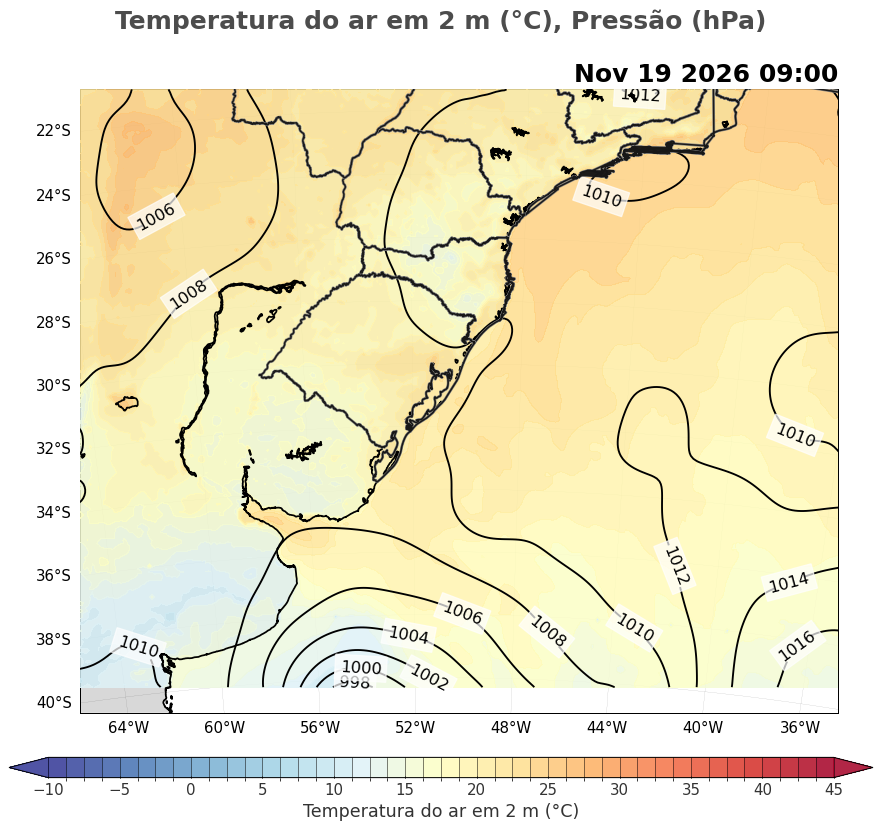 Temperatura do ar em 2 m (°C), Pressão (hPa)
Nov 19 2026 09:00
1012
22°S
24°S
1010
1006
26°S
1008
28°S
30°S
1010
32°S
34°S
1012
1014
36°S
1006
1008
1010
1004
38°S
1010
1016
1000
1002
998
40°S
64°W 60°W 56°W 52°W 48°W 44°W 40°W 36°W
−10 −5 0 5 10 15 20 25 30 35 40 45
Temperatura do ar em 2 m (°C)